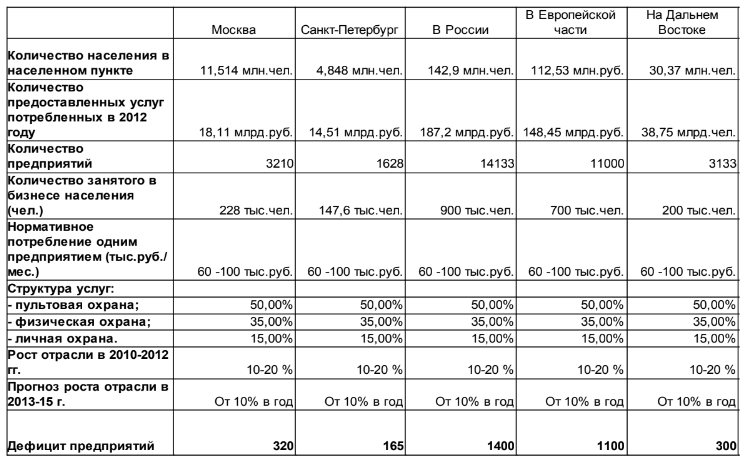 Москва Санкт-Петербург В России В Европейской части На Дальнем Востоке
Количество населения в населенном пункте 11,514 млн.чел. 4,848 млн.чел. 142,9 млн.чел. 112,53 млн.руб. 30,37 млн.чел.
Количество предоставленных услуг потребленных в 2012 году 18,11 млрд.руб. 14,51 млрд.руб. 187,2 млрд.руб. 148,45 млрд.руб. 38,75 млрд.чел.
Количество предприятий 3210 1628 14133 11000 3133
Количество занятого в бизнесе населения (чел.) 228 тыс.чел. 147,6 тыс.чел. 900 тыс.чел. 700 тыс.чел. 200 тыс.чел.
Нормативное потребление одним предприятием (тыс.руб./мес.) 60 -100 тыс.руб. 60 -100 тыс.руб. 60 -100 тыс.руб. 60 -100 тыс.руб. 60 -100 тыс.руб.
Структура услуг:
- пультовая охрана; 50,00% 50,00% 50,00% 50,00% 50,00%
- физическая охрана; 35,00% 35,00% 35,00% 35,00% 35,00%
- личная охрана. 15,00% 15,00% 15,00% 15,00% 15,00%
Рост отрасли в 2010-2012 гг. 10-20 % 10-20 % 10-20 % 10-20 % 10-20 %
Прогноз роста отрасли в 2013-15 г. От 10% в год От 10% в год От 10% в год От 10% в год От 10% в год
Дефицит предприятий 320 165 1400 1100 300